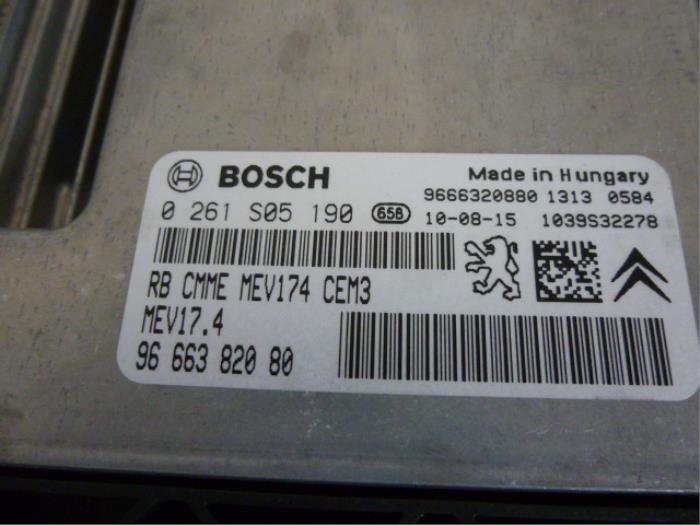 BOSCH
Made in Hungary
9666320880 1313 0584
0 261 S05 190 658 10-08-15 1039S32278
RB CMME MEV174 CEM3
MEV17.4
96 663 820 80